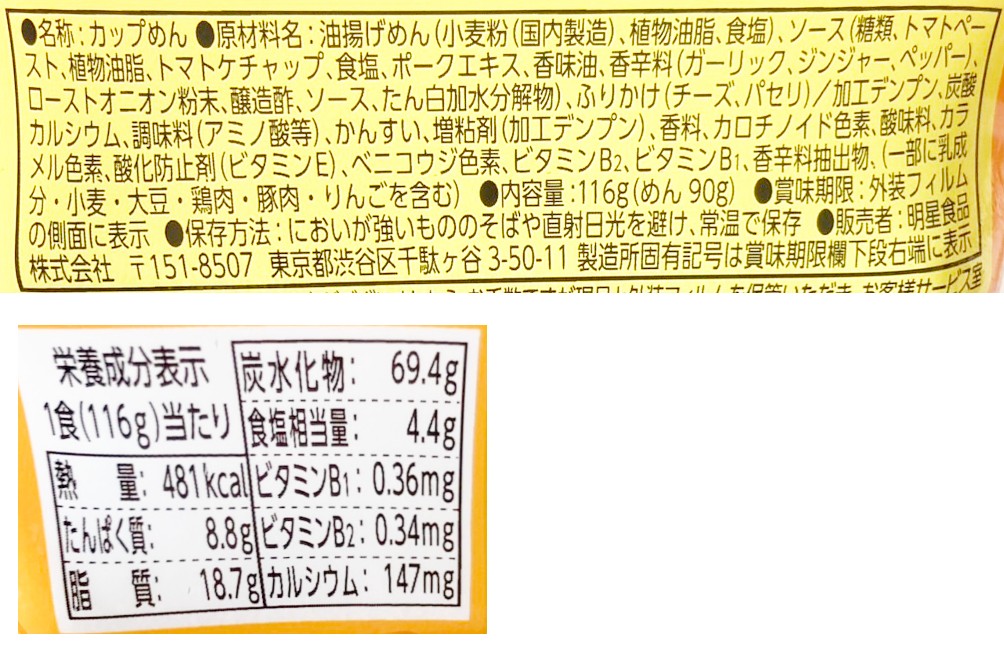 ●名称:カップめん ●原材料名:油揚げめん(小麦粉(国内製造)、植物油脂、食塩)、ソース(糖類、トマトペー
スト、植物油脂、トマトケチャップ、食塩、ポークエキス、香味油、香辛料(ガーリック、ジンジャー、ペッパー)、
ローストオニオン粉末、醸造酢、ソース、たん白加水分解物)、ふりかけ(チーズ、パセリ)/加工デンプン、炭酸
カルシウム、調味料(アミノ酸等)、かんすい、増粘剤(加工デンプン)、香料、カロチノイド色素、酸味料、カラ
メル色素、酸化防止剤(ビタミンE)、ベニコウジ色素、ビタミンB2、ビタミンB1、香辛料抽出物、(一部に乳成
分・小麦・大豆・鶏肉・豚肉・りんごを含む) ●内容量:116g(めん 90g) ●賞味期限:外装フィルム
の側面に表示 ●保存方法:においが強いもののそばや直射日光を避け、常温で保存 ●販売者:明星食品
株式会社 〒151-8507 東京都渋谷区千駄ヶ谷 3-50-11 製造所固有記号は賞味期限欄下段右端に表示
栄養成分表示
1食(116g)当たり
熱 量: 481kcal
たんぱく質: 8.8g
脂 質: 18.7g
炭水化物: 69.4g
食塩相当量: 4.4g
ビタミンB1: 0.36mg
ビタミンB2: 0.34mg
カルシウム: 147mg